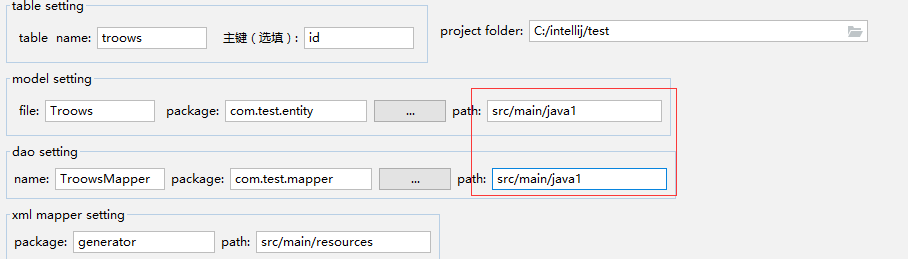 table setting
table name: troows 主键（选填）: id
project folder: C:/intellij/test
model setting
file: Troows package: com.test.entity ... path: src/main/java1
dao setting
name: TroowsMapper package: com.test.mapper ... path: src/main/java1
xml mapper setting
package: generator path: src/main/resources